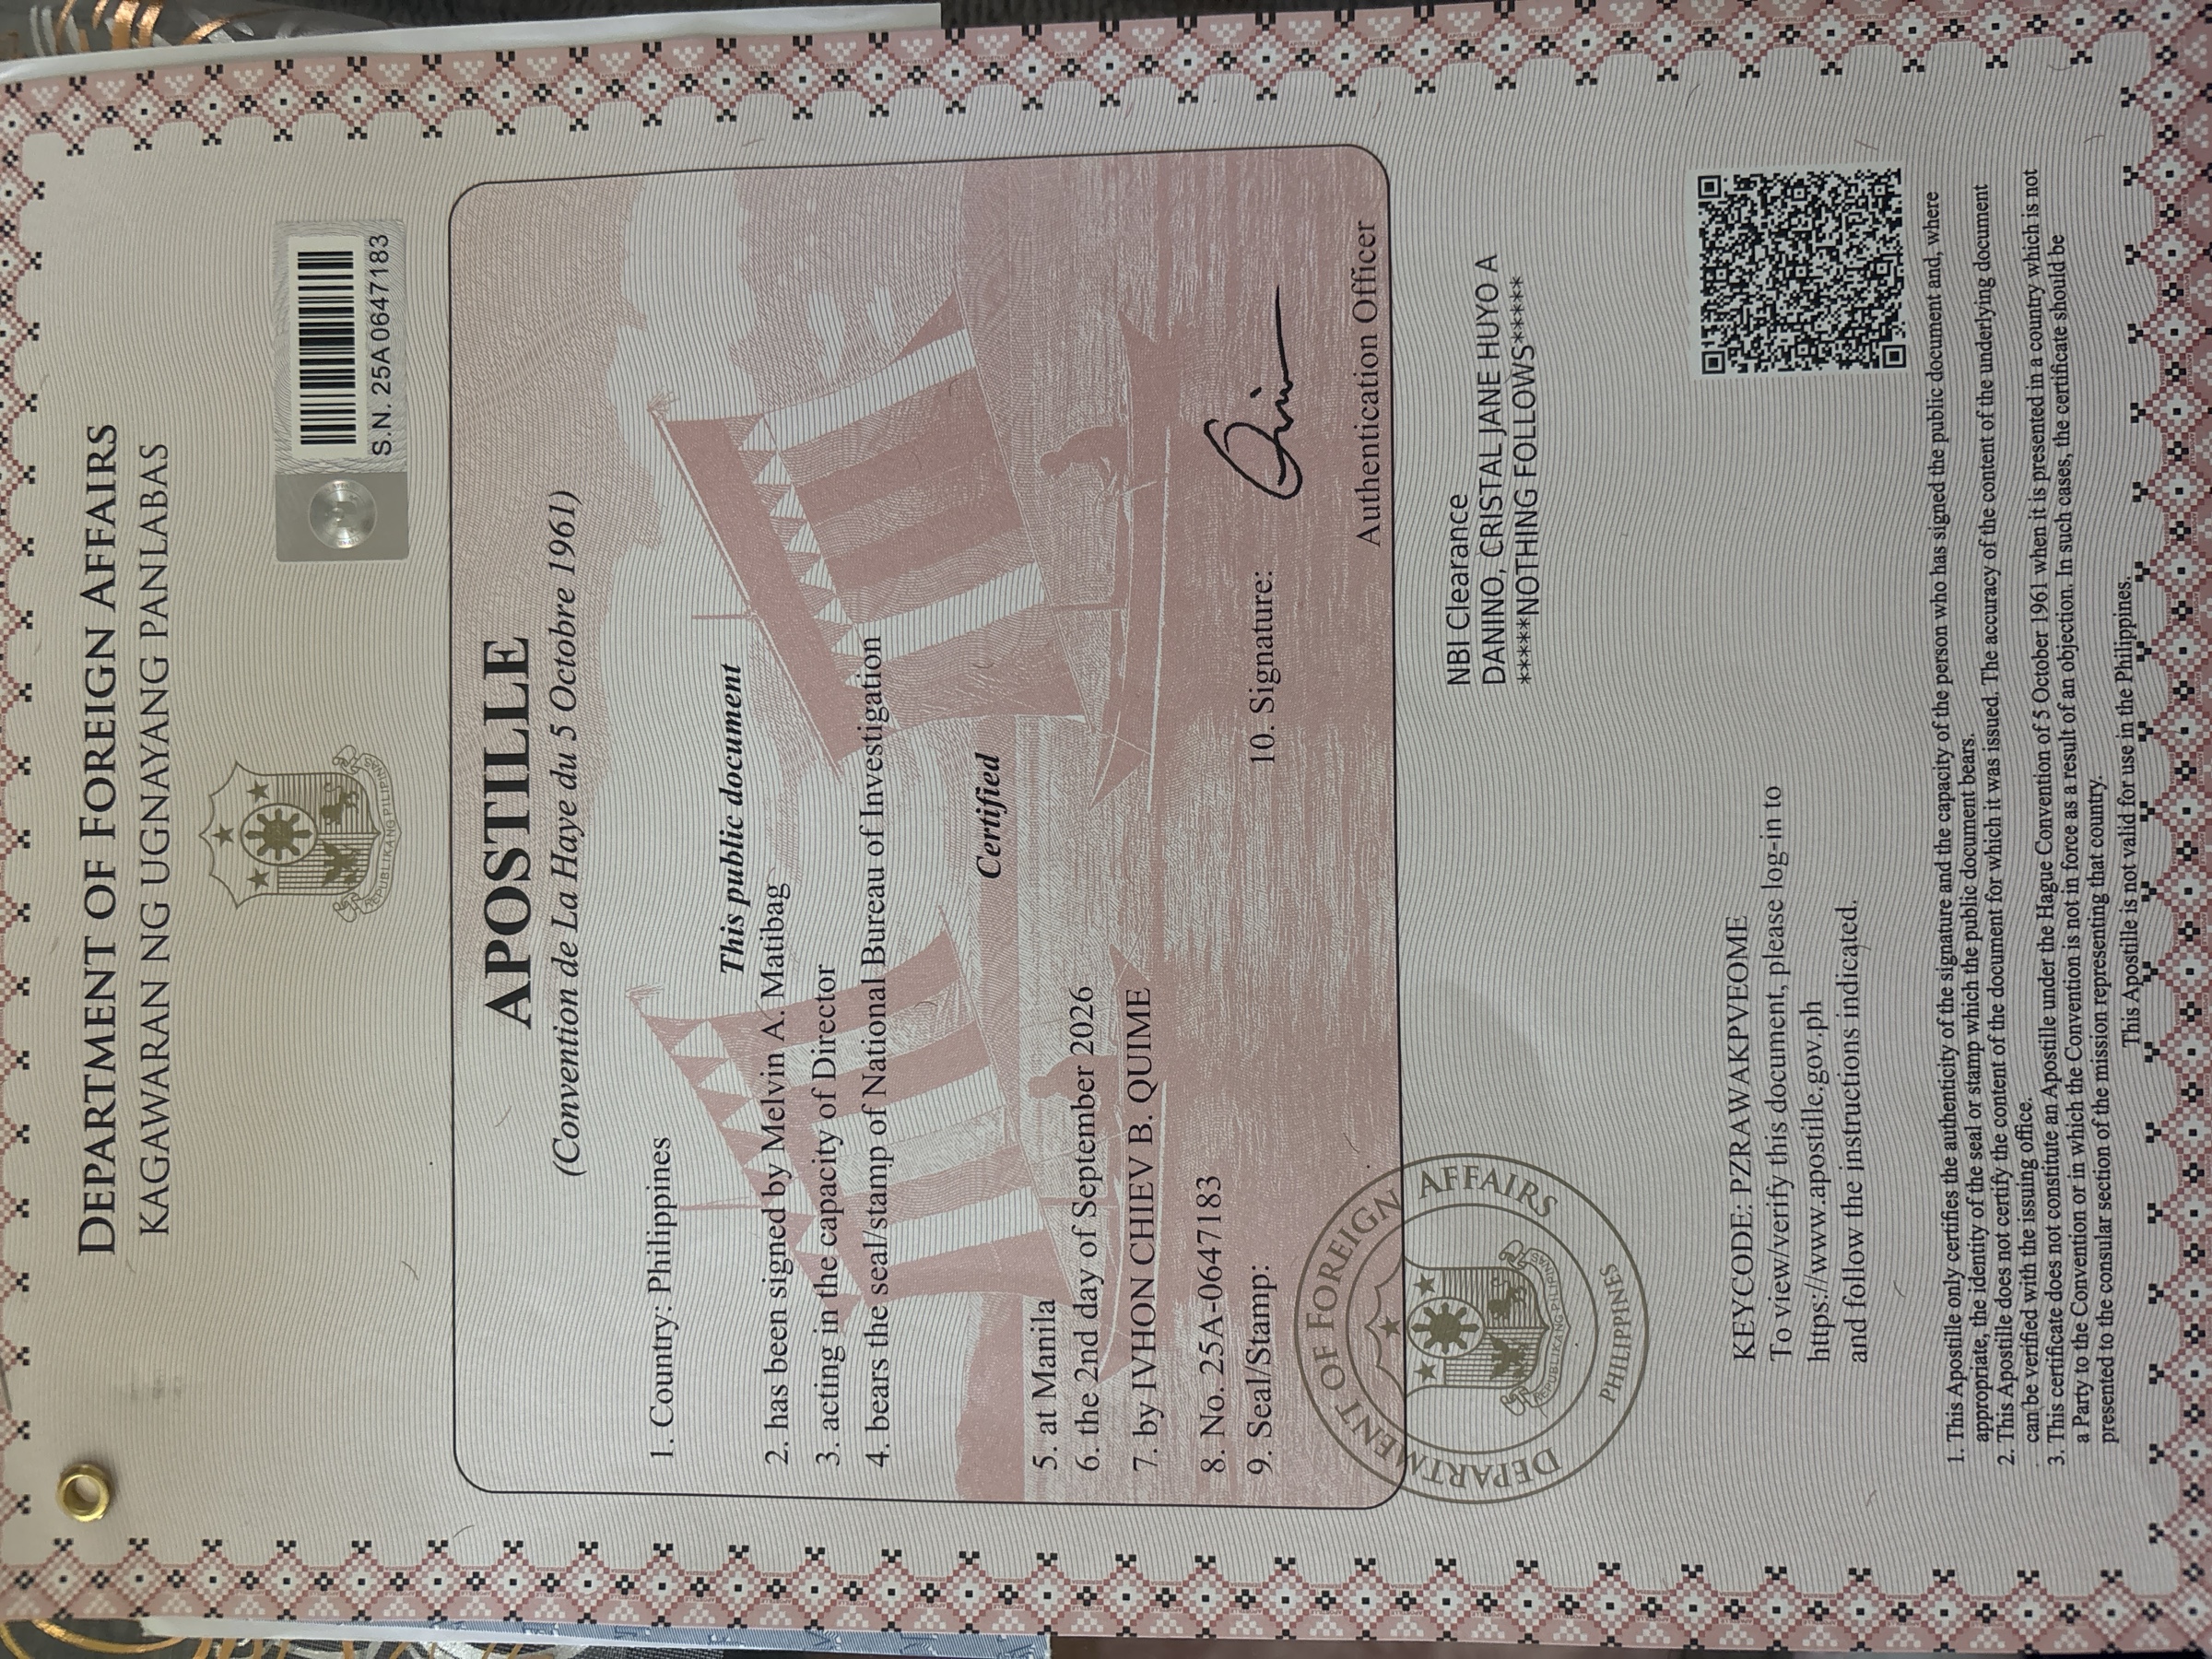 DEPARTMENT OF FOREIGN AFFAIRS
KAGAWARAN NG UGNAYANG PANLABAS
REPUBLIKA NG PILIPINAS
S.N. 25A0647183
APOSTILLE
(Convention de La Haye du 5 Octobre 1961)
1. Country: Philippines
This public document
2. has been signed by Melvin A. Matibag
3. acting in the capacity of Director
4. bears the seal/stamp of National Bureau of Investigation
Certified
5. at Manila
6. the 2nd day of September 2026
7. by IVHON CHIEV B. QUIME
8. No. 25A-0647183
9. Seal/Stamp:
10. Signature:
Authentication Officer
DEPARTMENT OF FOREIGN AFFAIRS
REPUBLIKA NG PILIPINAS
PHILIPPINES
NBI Clearance
DANINO, CRISTAL JANE HUYO A
*****NOTHING FOLLOWS*****
KEYCODE: PZRAWAKPVEOME
To view/verify this document, please log-in to
https://www.apostille.gov.ph
and follow the instructions indicated.
1. This Apostille only certifies the authenticity of the signature and the capacity of the person who has signed the public document and, where
appropriate, the identity of the seal or stamp which the public document bears.
2. This Apostille does not certify the content of the document for which it was issued. The accuracy of the content of the underlying document
can be verified with the issuing office.
3. This certificate does not constitute an Apostille under the Hague Convention of 5 October 1961 when it is presented in a country which is not
a Party to the Convention or in which the Convention is not in force as a result of an objection. In such cases, the certificate should be
presented to the consular section of the mission representing that country.
This Apostille is not valid for use in the Philippines.